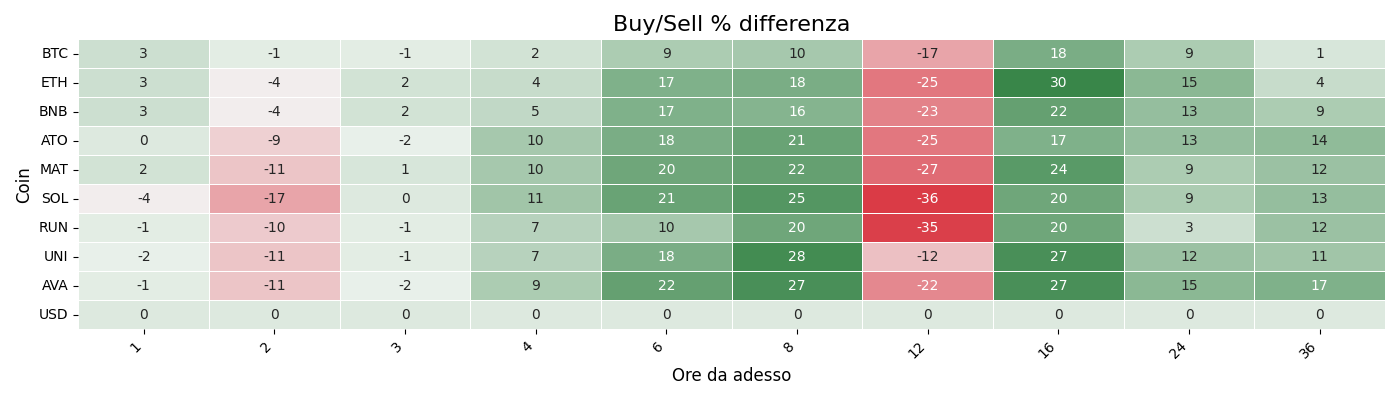 Buy/Sell % differenza
Coin
BTC 3 -1 -1 2 9 10 -17 18 9 1
ETH 3 -4 2 4 17 18 -25 30 15 4
BNB 3 -4 2 5 17 16 -23 22 13 9
ATO 0 -9 -2 10 18 21 -25 17 13 14
MAT 2 -11 1 10 20 22 -27 24 9 12
SOL -4 -17 0 11 21 25 -36 20 9 13
RUN -1 -10 -1 7 10 20 -35 20 3 12
UNI -2 -11 -1 7 18 28 -12 27 12 11
AVA -1 -11 -2 9 22 27 -22 27 15 17
USD 0 0 0 0 0 0 0 0 0 0
1 2 3 4 6 8 12 16 24 36
Ore da adesso